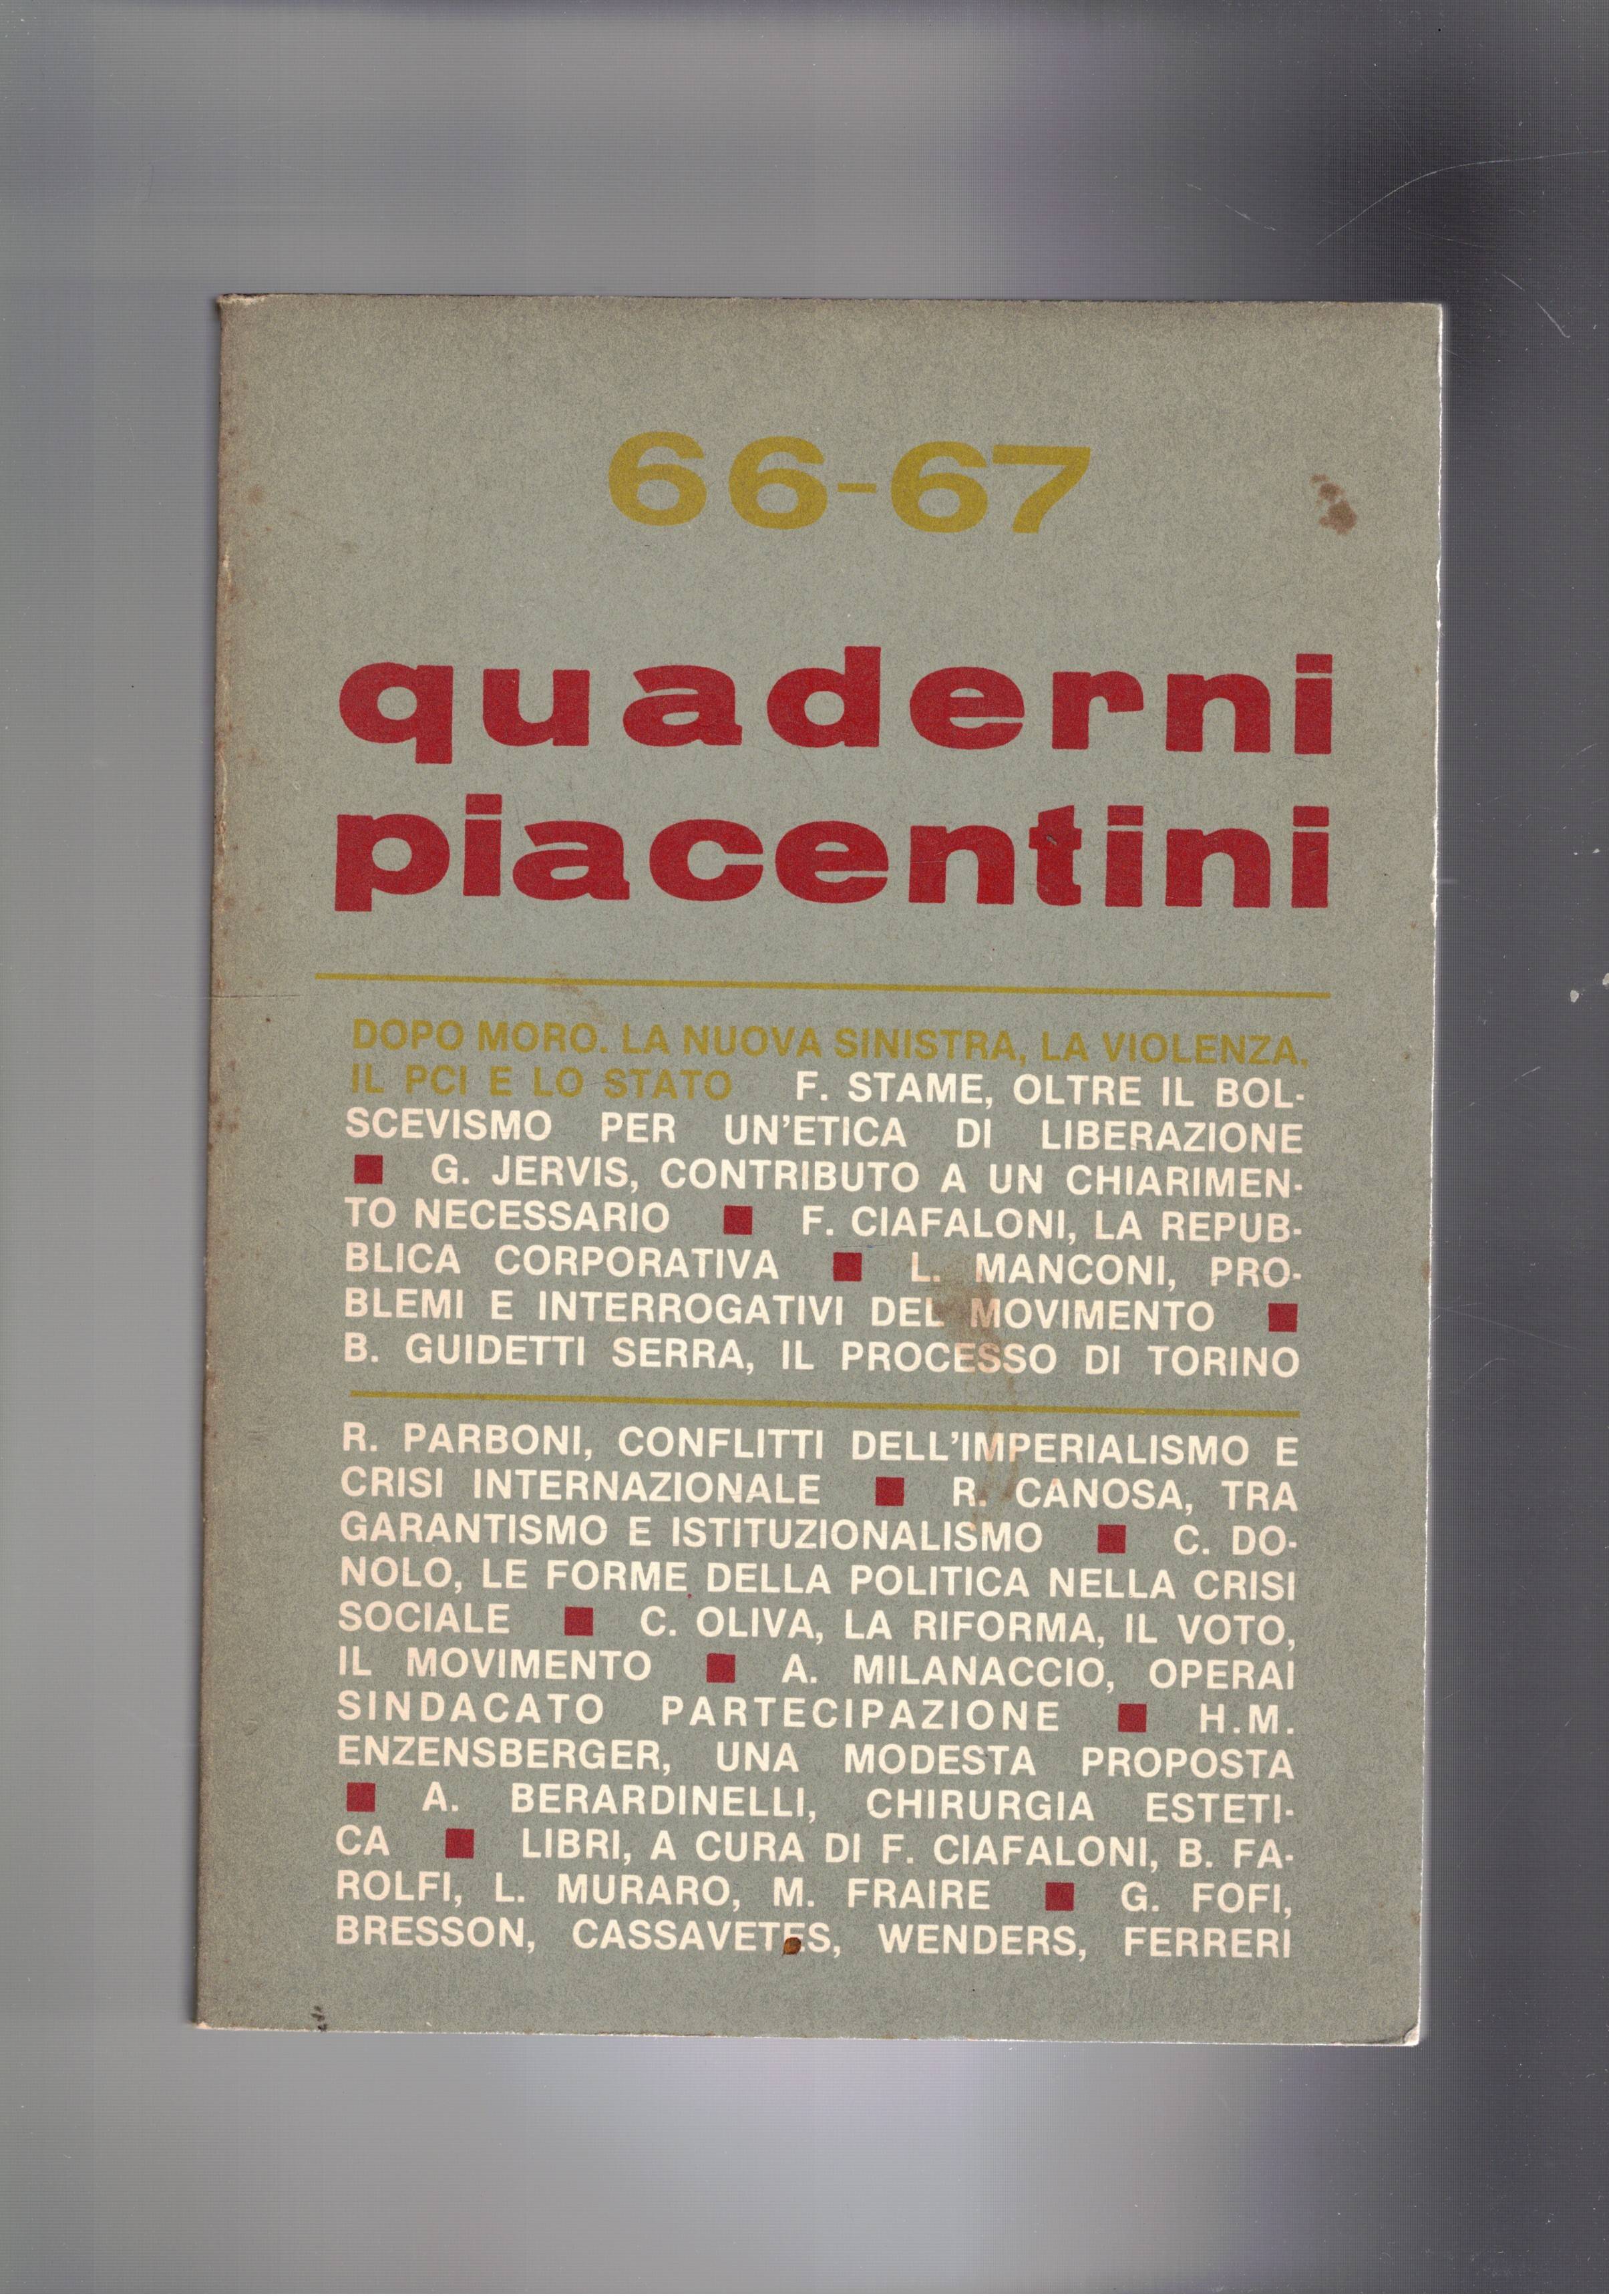 66-67
quaderni
piacentini
DOPO MORO. LA NUOVA SINISTRA, LA VIOLENZA,
IL PCI E LO STATO F. STAME, OLTRE IL BOL-
SCEVISMO PER UN'ETICA DI LIBERAZIONE
■ G. JERVIS, CONTRIBUTO A UN CHIARIMEN-
TO NECESSARIO ■ F. CIAFALONI, LA REPUB-
BLICA CORPORATIVA ■ L. MANCONI, PRO-
BLEMI E INTERROGATIVI DEL MOVIMENTO ■
B. GUIDETTI SERRA, IL PROCESSO DI TORINO
R. PARBONI, CONFLITTI DELL'IMPERIALISMO E
CRISI INTERNAZIONALE ■ R. CANOSA, TRA
GARANTISMO E ISTITUZIONALISMO ■ C. DO-
NOLO, LE FORME DELLA POLITICA NELLA CRISI
SOCIALE ■ C. OLIVA, LA RIFORMA, IL VOTO,
IL MOVIMENTO ■ A. MILANACCIO, OPERAI
SINDACATO PARTECIPAZIONE ■ H.M.
ENZENSBERGER, UNA MODESTA PROPOSTA
■ A. BERARDINELLI, CHIRURGIA ESTETI-
CA ■ LIBRI, A CURA DI F. CIAFALONI, B. FA-
ROLFI, L. MURARO, M. FRAIRE ■ G. FOFI,
BRESSON, CASSAVETES, WENDERS, FERRERI